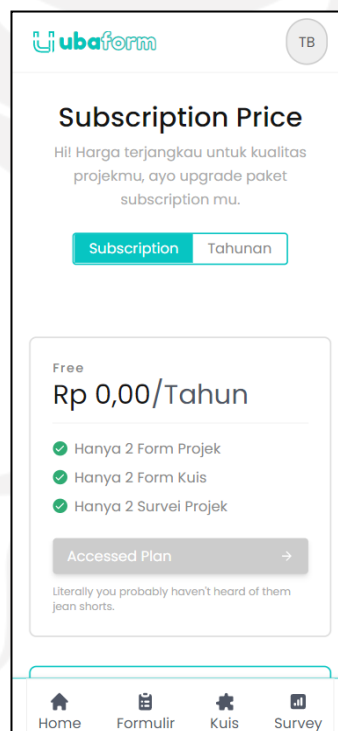 ubaform
TB
Subscription Price
Hi! Harga terjangkau untuk kualitas
projekmu, ayo upgrade paket
subscription mu.
Subscription Tahunan
Free
Rp 0,00/Tahun
Hanya 2 Form Projek
Hanya 2 Form Kuis
Hanya 2 Survei Projek
Accessed Plan
Literally you probably haven't heard of them
jean shorts.
Home Formulir Kuis Survey